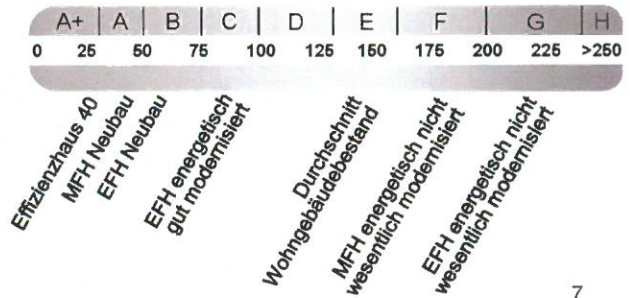 A+ A B C D E F G H
0 25 50 75 100 125 150 175 200 225 >250
Effizienzhaus 40
MFH Neubau
EFH Neubau
EFH energetisch
gut modernisiert
Durchschnitt
Wohngebäudebestand
MFH energetisch nicht
wesentlich modernisiert
EFH energetisch nicht
wesentlich modernisiert
7